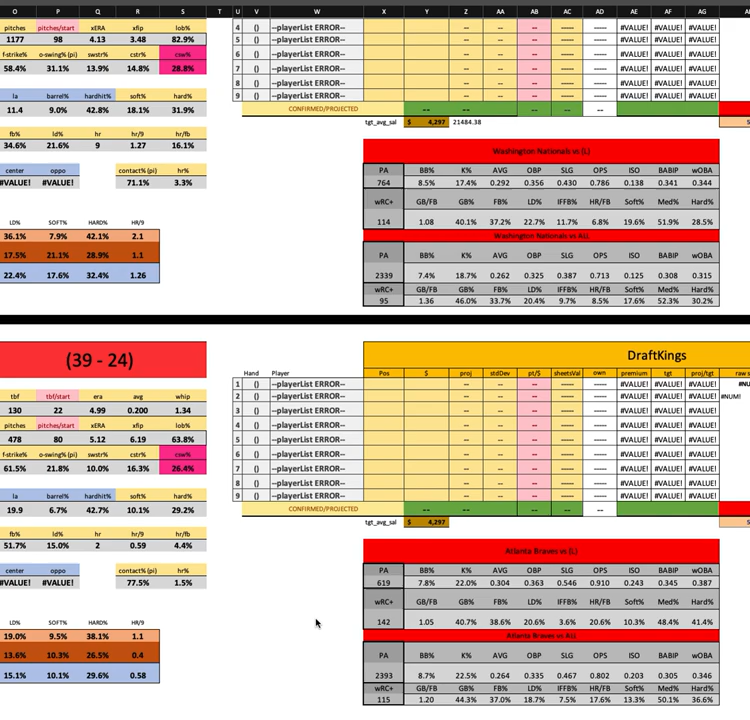 O P Q R S T U V W X Y Z AA AB AC AD AE AF AG
pitches pitches/start xERA xfip lob% 4 () --playerList ERROR-- -- -- -- ----- ----- #VALUE! #VALUE! #VALUE!
1177 98 4.13 3.48 82.9% 5 () --playerList ERROR-- -- -- -- ----- ----- #VALUE! #VALUE! #VALUE!
f-strike% o-swing% (pi) swstr% cstr% csw% 6 () --playerList ERROR-- -- -- -- ----- ----- #VALUE! #VALUE! #VALUE!
58.4% 31.1% 13.9% 14.8% 28.8% 7 () --playerList ERROR-- -- -- -- ----- ----- #VALUE! #VALUE! #VALUE!
8 () --playerList ERROR-- -- -- -- ----- ----- #VALUE! #VALUE! #VALUE!
la barrel% hardhit% soft% hard% 9 () --playerList ERROR-- -- -- -- ----- ----- #VALUE! #VALUE! #VALUE!
11.4 9.0% 42.8% 18.1% 31.9% CONFIRMED/PROJECTED -- -- -- -- --
tgt_avg_sal $ 4,297 21484.38
fb% ld% hr hr/9 hr/fb
34.6% 21.6% 9 1.27 16.1% Washington Nationals vs (L)
center oppo contact% (pi) hr% PA BB% K% AVG OBP SLG OPS ISO BABIP wOBA
#VALUE! #VALUE! 71.1% 3.3% 764 8.5% 17.4% 0.292 0.356 0.430 0.786 0.138 0.341 0.344
wRC+ GB/FB GB% FB% LD% IFFB% HR/FB Soft% Med% Hard%
LD% SOFT% HARD% HR/9 114 1.08 40.1% 37.2% 22.7% 11.7% 6.8% 19.6% 51.9% 28.5%
36.1% 7.9% 42.1% 2.1 Washington Nationals vs ALL
17.5% 21.1% 28.9% 1.1 PA BB% K% AVG OBP SLG OPS ISO BABIP wOBA
22.4% 17.6% 32.4% 1.26 2339 7.4% 18.7% 0.262 0.325 0.387 0.713 0.125 0.308 0.315
wRC+ GB/FB GB% FB% LD% IFFB% HR/FB Soft% Med% Hard%
95 1.36 46.0% 33.7% 20.4% 9.7% 8.5% 17.6% 52.3% 30.2%
(39 - 24) DraftKings
Hand Player Pos $ proj stdDev pt/$ sheetsVal own premium tgt proj/tgt raw
1 () --playerList ERROR-- -- -- -- ----- ----- #VALUE! #VALUE! #VALUE! #NU
tbf tbf/start era avg whip 2 () --playerList ERROR-- -- -- -- ----- ----- #VALUE! #VALUE! #VALUE! #NUM!
130 22 4.99 0.200 1.34 3 () --playerList ERROR-- -- -- -- ----- ----- #VALUE! #VALUE! #VALUE!
pitches pitches/start xERA xfip lob% 4 () --playerList ERROR-- -- -- -- ----- ----- #VALUE! #VALUE! #VALUE!
478 80 5.12 6.19 63.8% 5 () --playerList ERROR-- -- -- -- ----- ----- #VALUE! #VALUE! #VALUE!
f-strike% o-swing% (pi) swstr% cstr% csw% 6 () --playerList ERROR-- -- -- -- ----- ----- #VALUE! #VALUE! #VALUE!
61.5% 21.8% 10.0% 16.3% 26.4% 7 () --playerList ERROR-- -- -- -- ----- ----- #VALUE! #VALUE! #VALUE!
8 () --playerList ERROR-- -- -- -- ----- ----- #VALUE! #VALUE! #VALUE!
la barrel% hardhit% soft% hard% 9 () --playerList ERROR-- -- -- -- ----- ----- #VALUE! #VALUE! #VALUE!
19.9 6.7% 42.7% 10.1% 29.2% CONFIRMED/PROJECTED -- -- -- -- --
tgt_avg_sal $ 4,297
fb% ld% hr hr/9 hr/fb
51.7% 15.0% 2 0.59 4.4% Atlanta Braves vs (L)
center oppo contact% (pi) hr% PA BB% K% AVG OBP SLG OPS ISO BABIP wOBA
#VALUE! #VALUE! 77.5% 1.5% 619 7.8% 22.0% 0.304 0.363 0.546 0.910 0.243 0.345 0.387
wRC+ GB/FB GB% FB% LD% IFFB% HR/FB Soft% Med% Hard%
LD% SOFT% HARD% HR/9 142 1.05 40.7% 38.6% 20.6% 3.6% 20.6% 10.3% 48.4% 41.4%
19.0% 9.5% 38.1% 1.1 Atlanta Braves vs ALL
13.6% 10.3% 26.5% 0.4 PA BB% K% AVG OBP SLG OPS ISO BABIP wOBA
15.1% 10.1% 29.6% 0.58 2393 8.7% 22.5% 0.264 0.335 0.467 0.802 0.203 0.305 0.346
wRC+ GB/FB GB% FB% LD% IFFB% HR/FB Soft% Med% Hard%
115 1.20 44.3% 37.0% 18.7% 7.5% 17.6% 13.3% 50.1% 36.6%